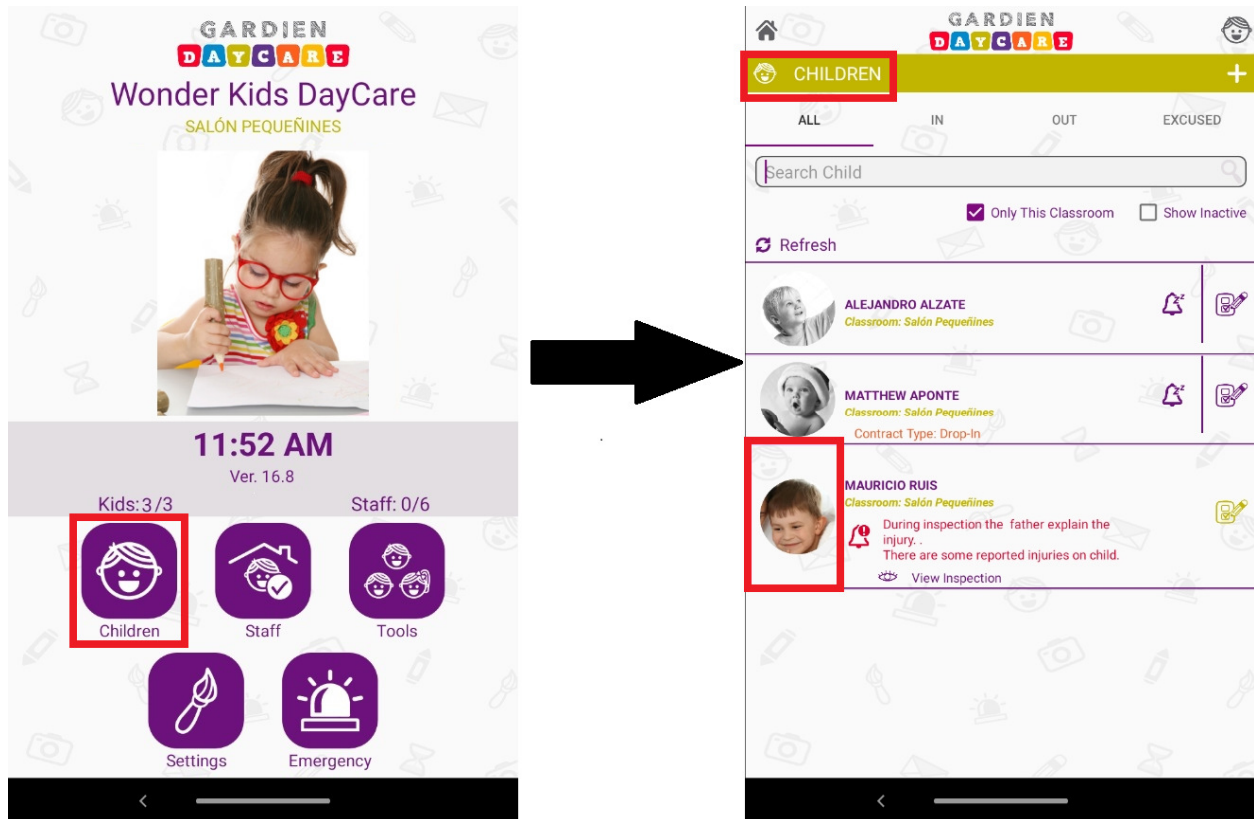 GARDIEN
DAYCARE
Wonder Kids DayCare
SALÓN PEQUEÑINES
11:52 AM
Ver. 16.8
Kids: 3/3
Staff: 0/6
Children
Staff
Tools
Settings
Emergency
GARDIEN
DAYCARE
CHILDREN
ALL
IN
OUT
EXCUSED
Search Child
Only This Classroom
Show Inactive
Refresh
ALEJANDRO ALZATE
Classroom: Salón Pequeñines
MATTHEW APONTE
Classroom: Salón Pequeñines
Contract Type: Drop-In
MAURICIO RUIS
Classroom: Salón Pequeñines
During inspection the father explain the
injury. .
There are some reported injuries on child.
View Inspection